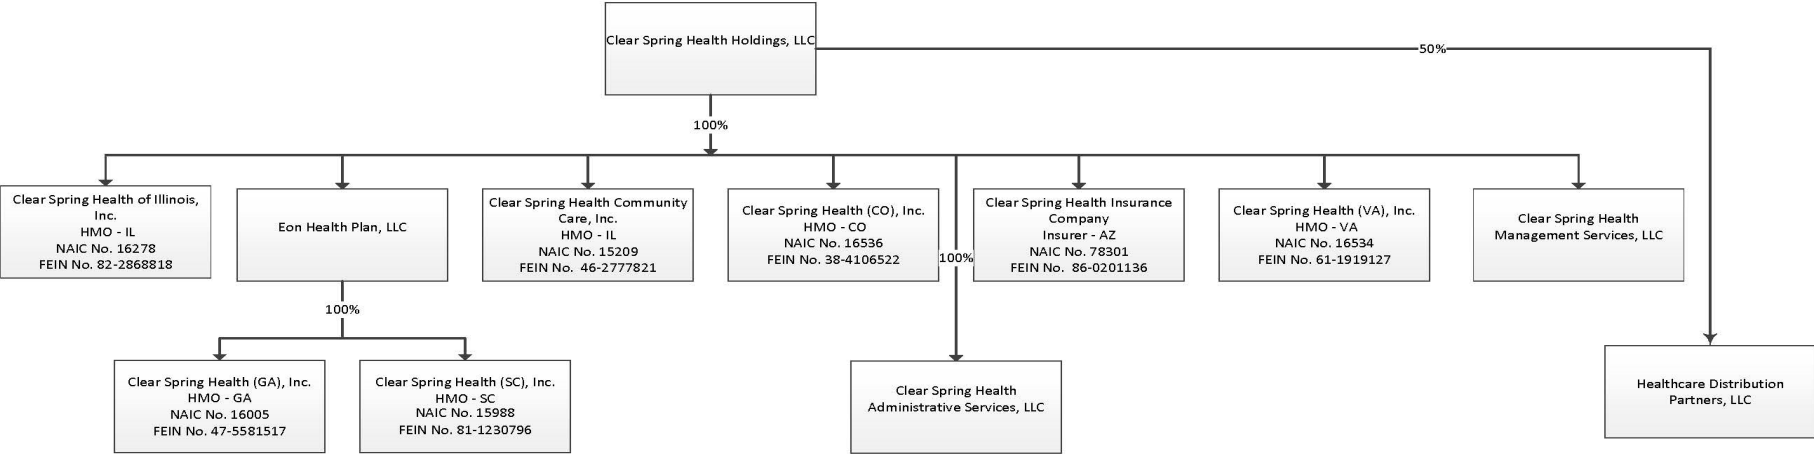 Clear Spring Health Holdings, LLC
50%
100%
Clear Spring Health of Illinois,
Inc.
HMO - IL
NAIC No. 16278
FEIN No. 82-2868818
Eon Health Plan, LLC
Clear Spring Health Community
Care, Inc.
HMO - IL
NAIC No. 15209
FEIN No. 46-2777821
Clear Spring Health (CO), Inc.
HMO - CO
NAIC No. 16536
FEIN No. 38-4106522
100%
Clear Spring Health Insurance
Company
Insurer - AZ
NAIC No. 78301
FEIN No. 86-0201136
Clear Spring Health (VA), Inc.
HMO - VA
NAIC No. 16534
FEIN No. 61-1919127
Clear Spring Health
Management Services, LLC
100%
Clear Spring Health (GA), Inc.
HMO - GA
NAIC No. 16005
FEIN No. 47-5581517
Clear Spring Health (SC), Inc.
HMO - SC
NAIC No. 15988
FEIN No. 81-1230796
Clear Spring Health
Administrative Services, LLC
Healthcare Distribution
Partners, LLC